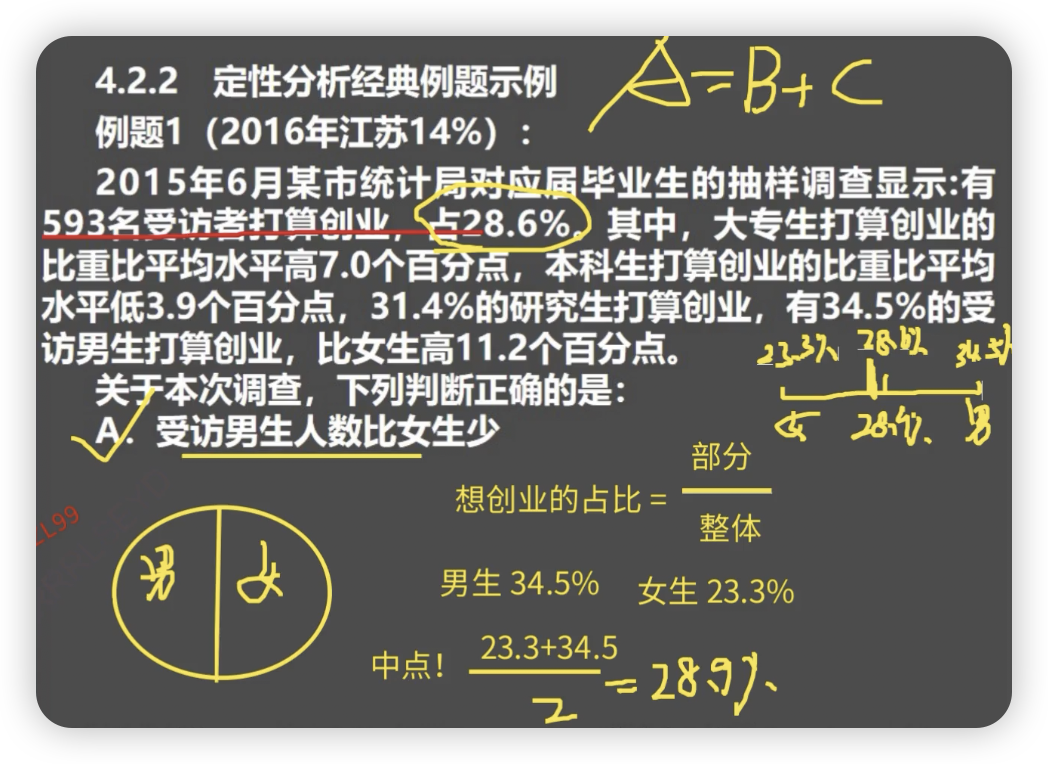 4.2.2 定性分析经典例题示例
A=B+C
例题1（2016年江苏14%）:
2015年6月某市统计局对应届毕业生的抽样调查显示:有
593名受访者打算创业，占28.6%。其中，大专生打算创业的
比重比平均水平高7.0个百分点，本科生打算创业的比重比平均
水平低3.9个百分点，31.4%的研究生打算创业，有34.5%的受
访男生打算创业，比女生高11.2个百分点。
23.3% 28.6% 34.5%
关于本次调查，下列判断正确的是:
女 28.9% 男
A. 受访男生人数比女生少
部分
想创业的占比 =
整体
2L99
男 女
男生 34.5% 女生 23.3%
23.3+34.5
中点！
2
=28.9%